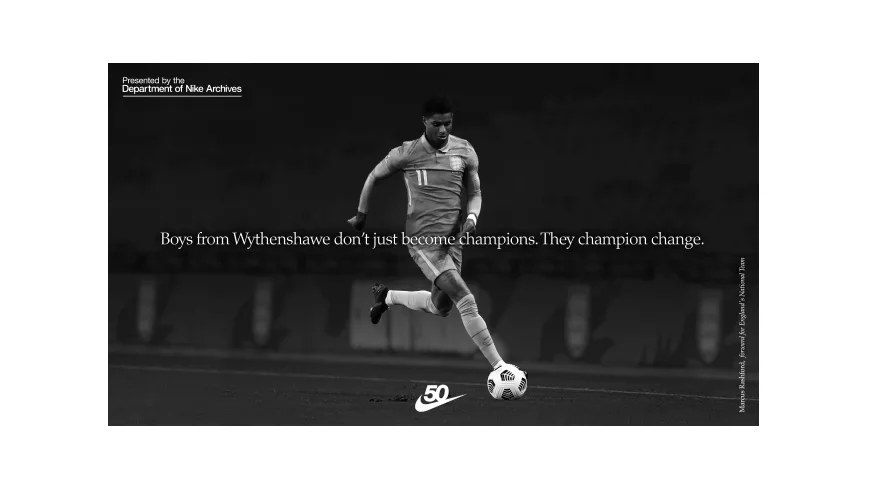 Presented by the
Department of Nike Archives
11
Boys from Wythenshawe don't just become champions. They champion change.
Marcus Rashford, forward for England's National Team
50